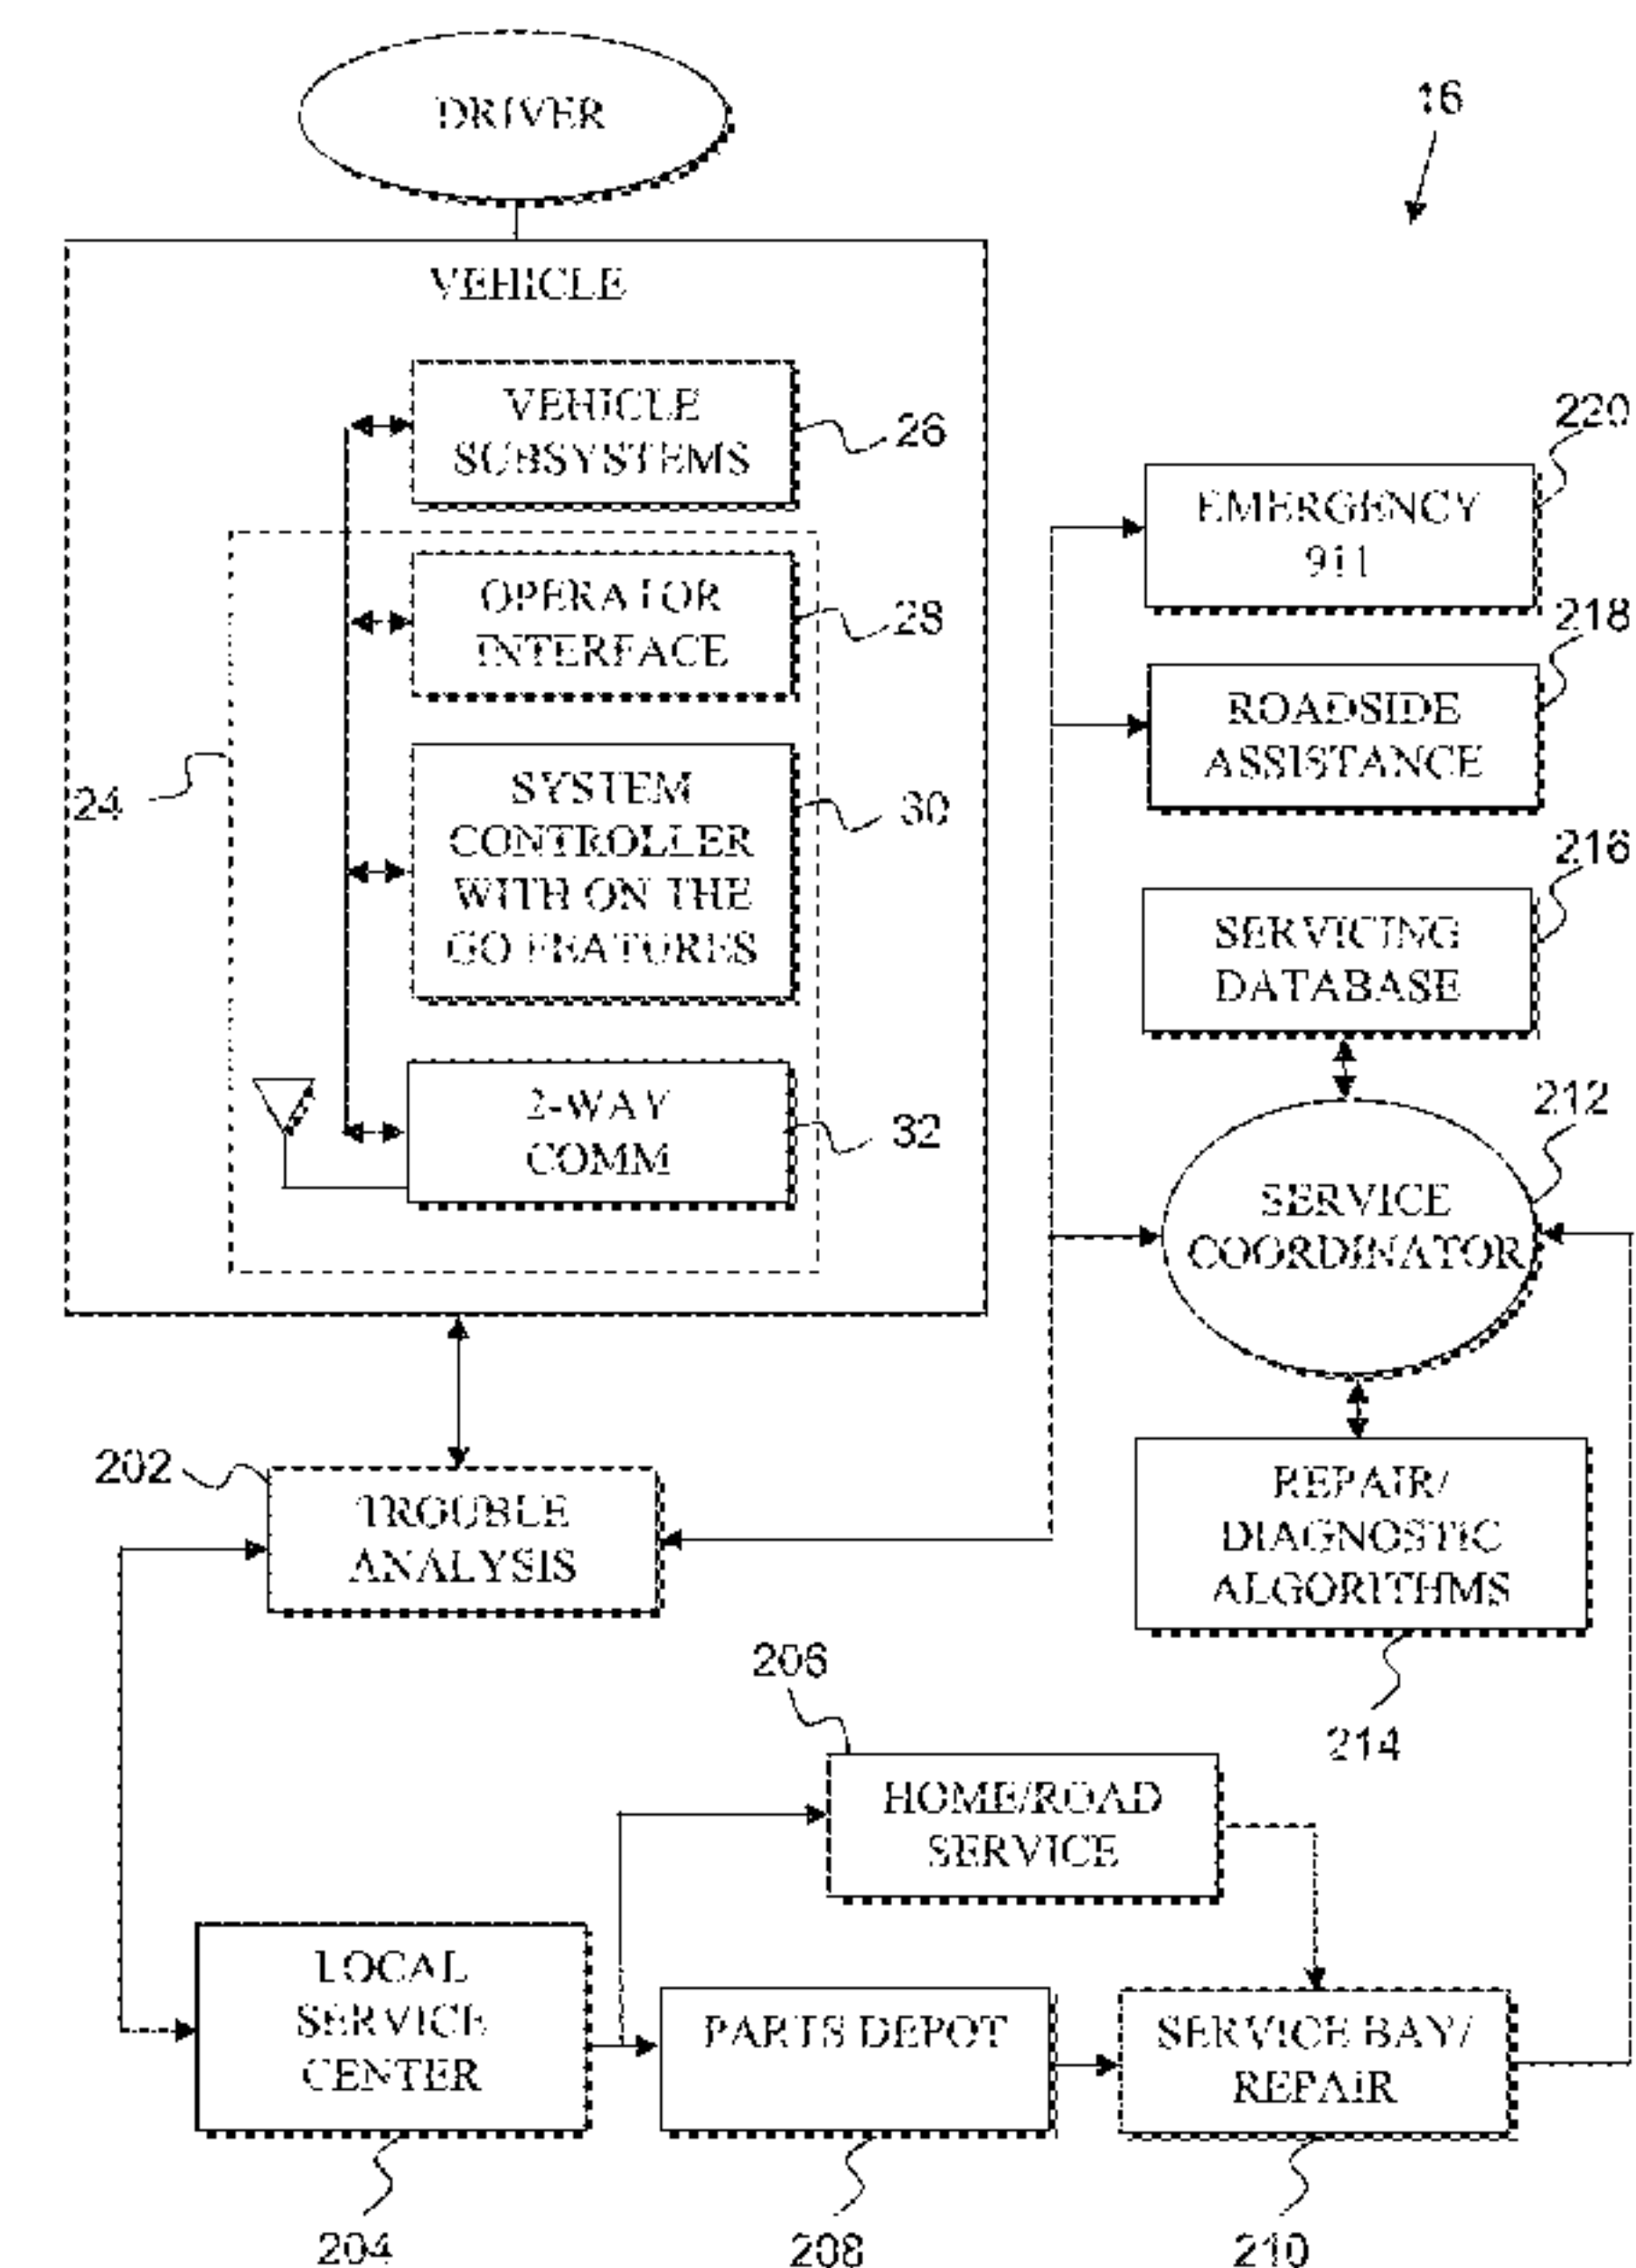 DRIVER
16
VEHICLE
VEHICLE
SUBSYSTEMS
26
OPERATOR
INTERFACE
28
24
SYSTEM
CONTROLLER
WITH ON THE
GO FEATURES
30
2-WAY
COMM
32
220
EMERGENCY
911
218
ROADSIDE
ASSISTANCE
216
SERVICING
DATABASE
212
SERVICE
COORDINATOR
202
TROUBLE
ANALYSIS
REPAIR/
DIAGNOSTIC
ALGORITHMS
214
206
HOME/ROAD
SERVICE
LOCAL
SERVICE
CENTER
204
PARTS DEPOT
208
SERVICE BAY/
REPAIR
210